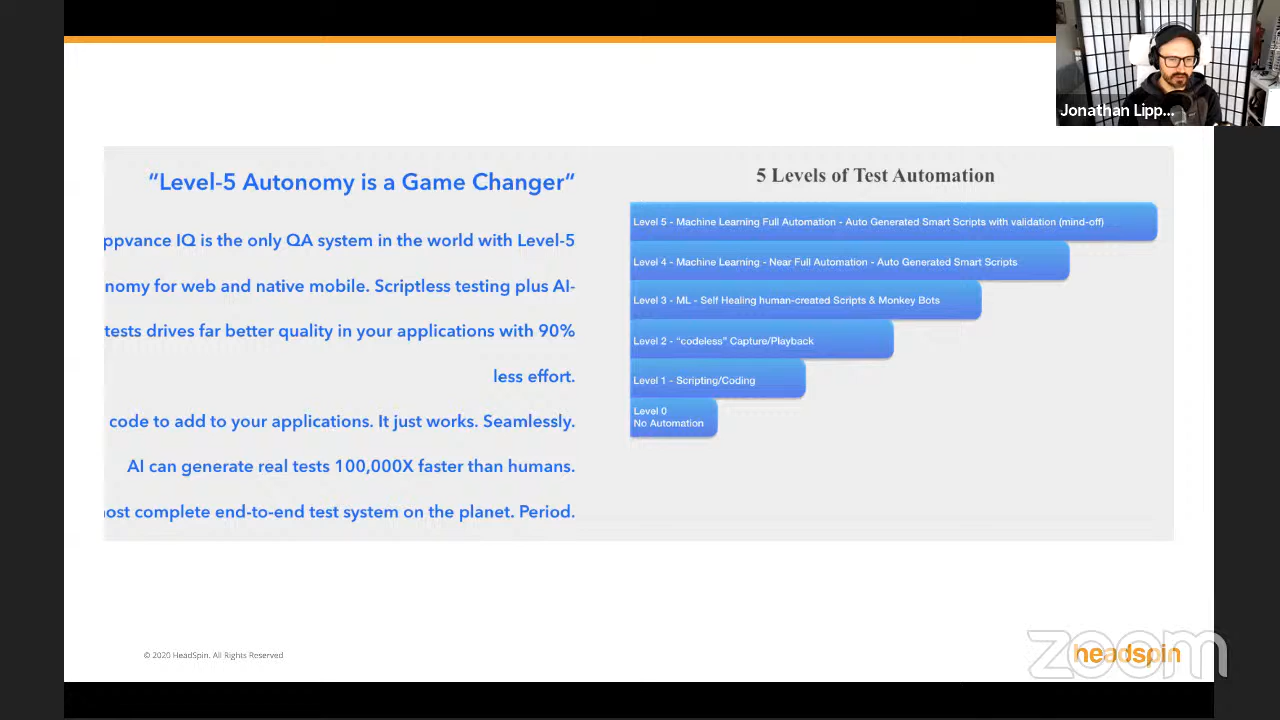 Jonathan Lipp...
“Level-5 Autonomy is a Game Changer”
ppvance IQ is the only QA system in the world with Level-5
nomy for web and native mobile. Scriptless testing plus AI-
tests drives far better quality in your applications with 90%
less effort.
code to add to your applications. It just works. Seamlessly.
AI can generate real tests 100,000X faster than humans.
ost complete end-to-end test system on the planet. Period.
5 Levels of Test Automation
Level 5 - Machine Learning Full Automation - Auto Generated Smart Scripts with validation (mind-off)
Level 4 - Machine Learning - Near Full Automation - Auto Generated Smart Scripts
Level 3 - ML - Self Healing human-created Scripts & Monkey Bots
Level 2 - “codeless” Capture/Playback
Level 1 - Scripting/Coding
Level 0
No Automation
© 2020 HeadSpin. All Rights Reserved
headspin
zoom